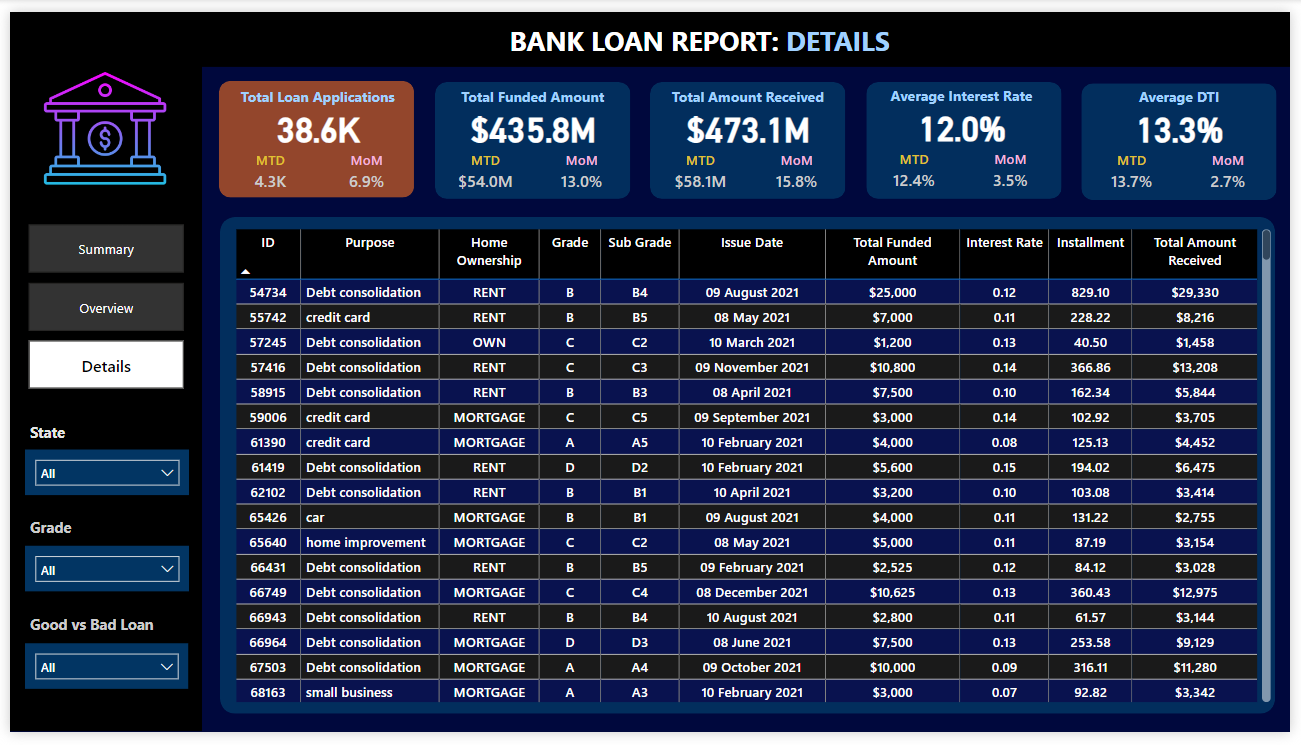 BANK LOAN REPORT: DETAILS
Total Loan Applications
38.6K
MTD MoM
4.3K 6.9%
Total Funded Amount
$435.8M
MTD MoM
$54.0M 13.0%
Total Amount Received
$473.1M
MTD MoM
$58.1M 15.8%
Average Interest Rate
12.0%
MTD MoM
12.4% 3.5%
Average DTI
13.3%
MTD MoM
13.7% 2.7%
$
Summary
Overview
Details
State
All
Grade
All
Good vs Bad Loan
All
ID Purpose Home Ownership Grade Sub Grade Issue Date Total Funded Amount Interest Rate Installment Total Amount Received
54734 Debt consolidation RENT B B4 09 August 2021 $25,000 0.12 829.10 $29,330
55742 credit card RENT B B5 08 May 2021 $7,000 0.11 228.22 $8,216
57245 Debt consolidation OWN C C2 10 March 2021 $1,200 0.13 40.50 $1,458
57416 Debt consolidation RENT C C3 09 November 2021 $10,800 0.14 366.86 $13,208
58915 Debt consolidation RENT B B3 08 April 2021 $7,500 0.10 162.34 $5,844
59006 credit card MORTGAGE C C5 09 September 2021 $3,000 0.14 102.92 $3,705
61390 credit card MORTGAGE A A5 10 February 2021 $4,000 0.08 125.13 $4,452
61419 Debt consolidation RENT D D2 10 February 2021 $5,600 0.15 194.02 $6,475
62102 Debt consolidation RENT B B1 10 April 2021 $3,200 0.10 103.08 $3,414
65426 car MORTGAGE B B1 09 August 2021 $4,000 0.11 131.22 $2,755
65640 home improvement MORTGAGE C C2 08 May 2021 $5,000 0.11 87.19 $3,154
66431 Debt consolidation RENT B B5 09 February 2021 $2,525 0.12 84.12 $3,028
66749 Debt consolidation MORTGAGE C C4 08 December 2021 $10,625 0.13 360.43 $12,975
66943 Debt consolidation RENT B B4 10 August 2021 $2,800 0.11 61.57 $3,144
66964 Debt consolidation MORTGAGE D D3 08 June 2021 $7,500 0.13 253.58 $9,129
67503 Debt consolidation MORTGAGE A A4 09 October 2021 $10,000 0.09 316.11 $11,280
68163 small business MORTGAGE A A3 10 February 2021 $3,000 0.07 92.82 $3,342